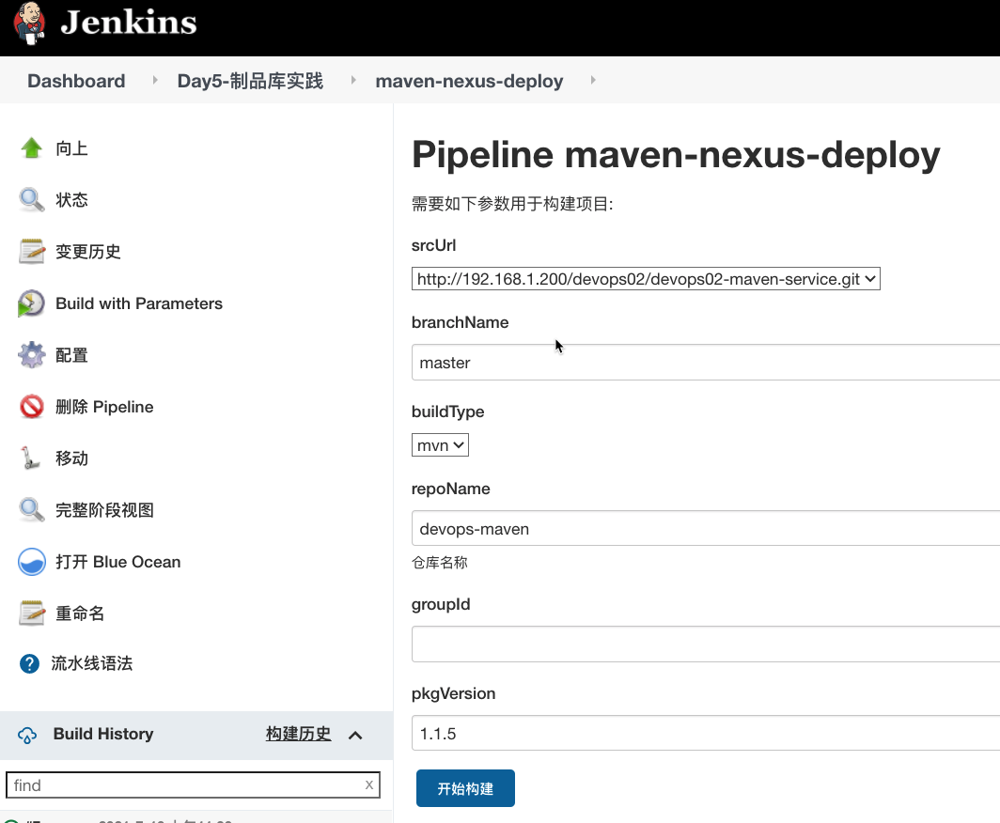 Jenkins
Dashboard
Day5-制品库实践
maven-nexus-deploy
向上
状态
变更历史
Build with Parameters
配置
删除 Pipeline
移动
完整阶段视图
打开 Blue Ocean
重命名
流水线语法
Build History
构建历史
find
x
Pipeline maven-nexus-deploy
需要如下参数用于构建项目:
srcUrl
http://192.168.1.200/devops02/devops02-maven-service.git
branchName
master
buildType
mvn
repoName
devops-maven
仓库名称
groupId
pkgVersion
1.1.5
开始构建